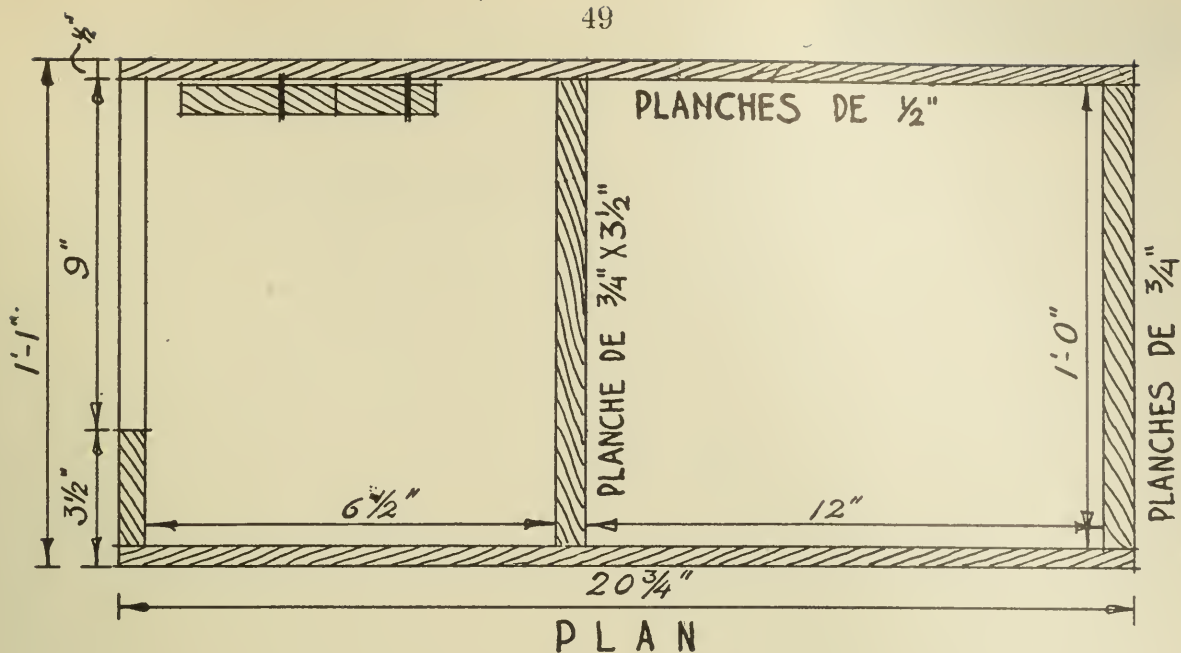 49
½"
PLANCHES DE ½"
9"
1'-1".
3½"
PLANCHE DE ¾" X 3½"
1'-0"
PLANCHES DE ¾"
6½"
12"
20¾"
PLAN